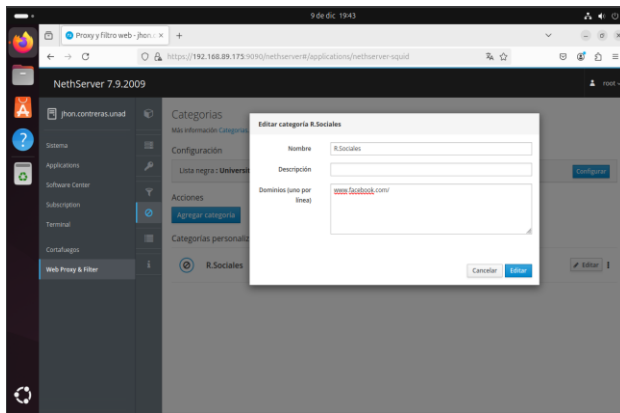 9 de dic 19:43
Proxy y filtro web - jhon.c
https://192.168.89.173:9090/nethserver#/applications/nethserver-squid
NethServer 7.9.2009
root
jhon.contreras.unad
Sistema
Applications
Software Center
Subscription
Terminal
Cortafuegos
Web Proxy & Filter
Categorías
Más información Categorías
Configuración
Lista negra : Universit
Configurar
Acciones
Agregar categoría
Categorías personaliz
R.Sociales
Editar
Editar categoría R.Sociales
Nombre
R.Sociales
Descripción
Dominios (uno por
línea)
www.facebook.com/
Cancelar
Editar